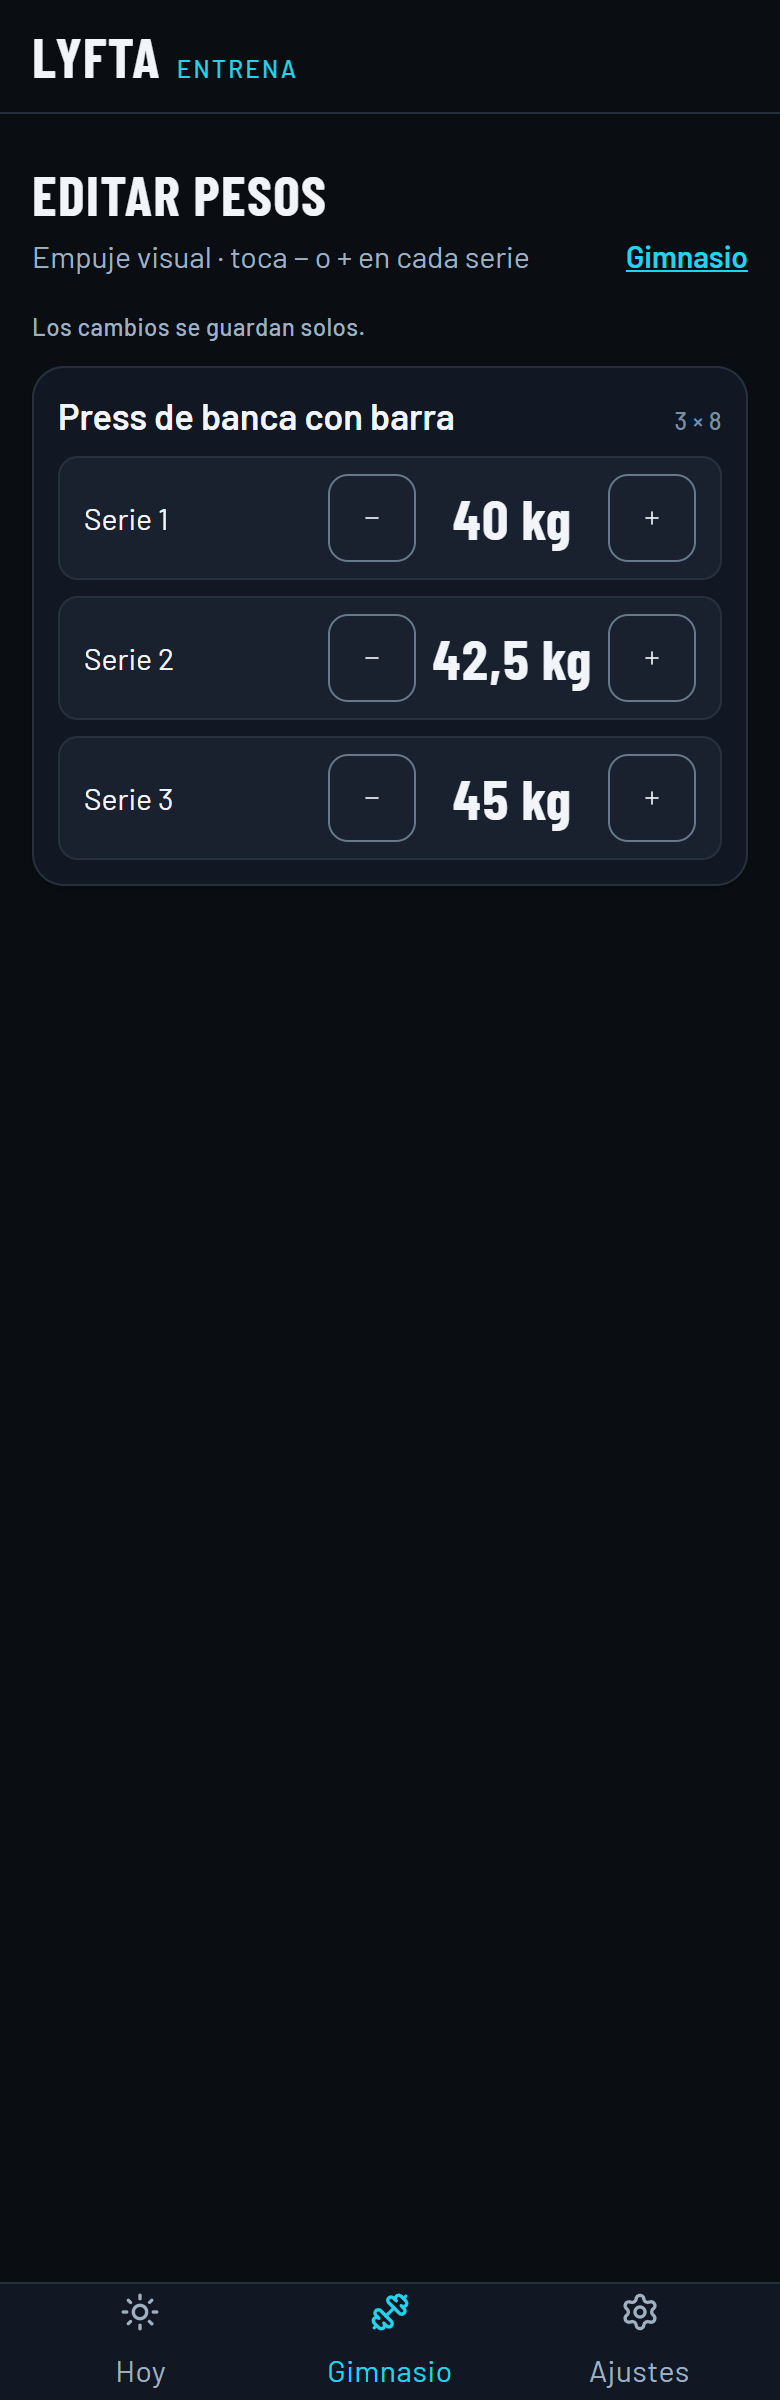 LYFTA ENTRENA
EDITAR PESOS
Empuje visual · toca − o + en cada serie Gimnasio
Los cambios se guardan solos.
Press de banca con barra 3 × 8
Serie 1 − 40 kg +
Serie 2 − 42,5 kg +
Serie 3 − 45 kg +
Hoy Gimnasio Ajustes